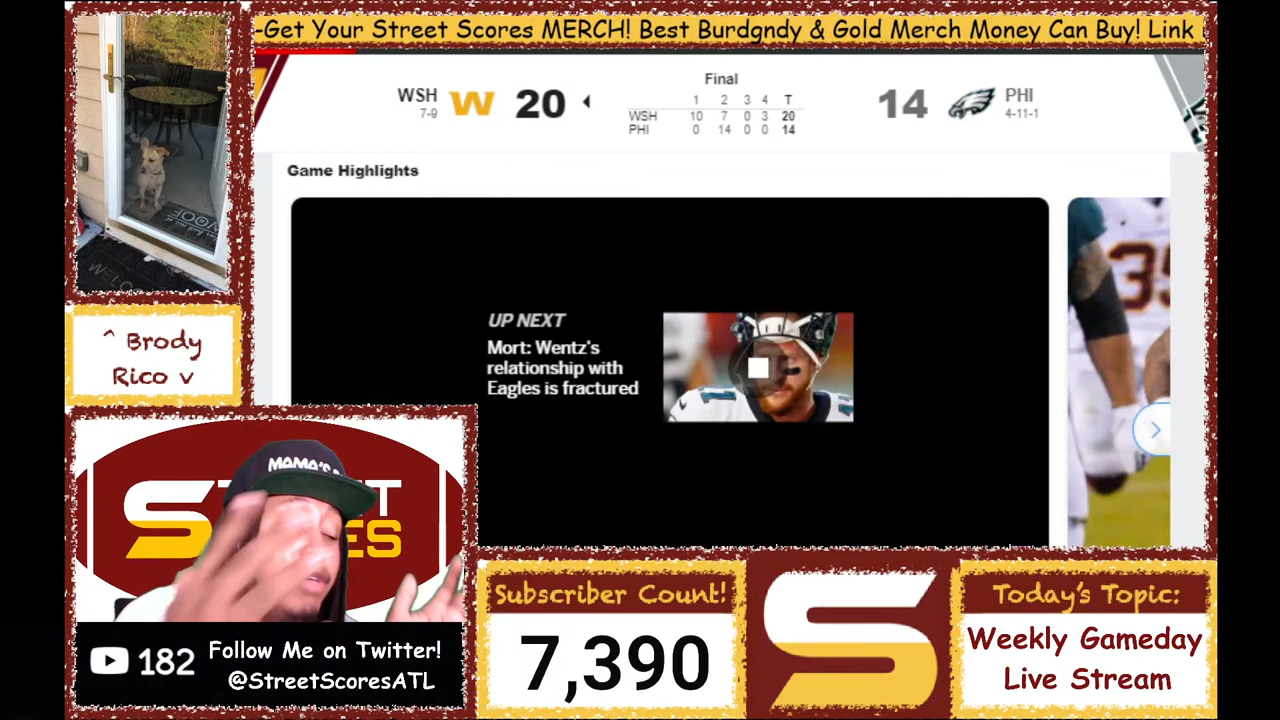 -Get Your Street Scores MERCH! Best Burdgndy & Gold Merch Money Can Buy! Link
Final
WSH
7-9
W
20
1 2 3 4 T
WSH 10 7 0 3 20
PHI 0 14 0 0 14
14
PHI
4-11-1
Game Highlights
UP NEXT
Mort: Wentz's
relationship with
Eagles is fractured
35
11
^ Brody
Rico v
MAMA'S
S
182
Follow Me on Twitter!
@StreetScoresATL
Subscriber Count!
7,390
S
Today's Topic:
Weekly Gameday
Live Stream